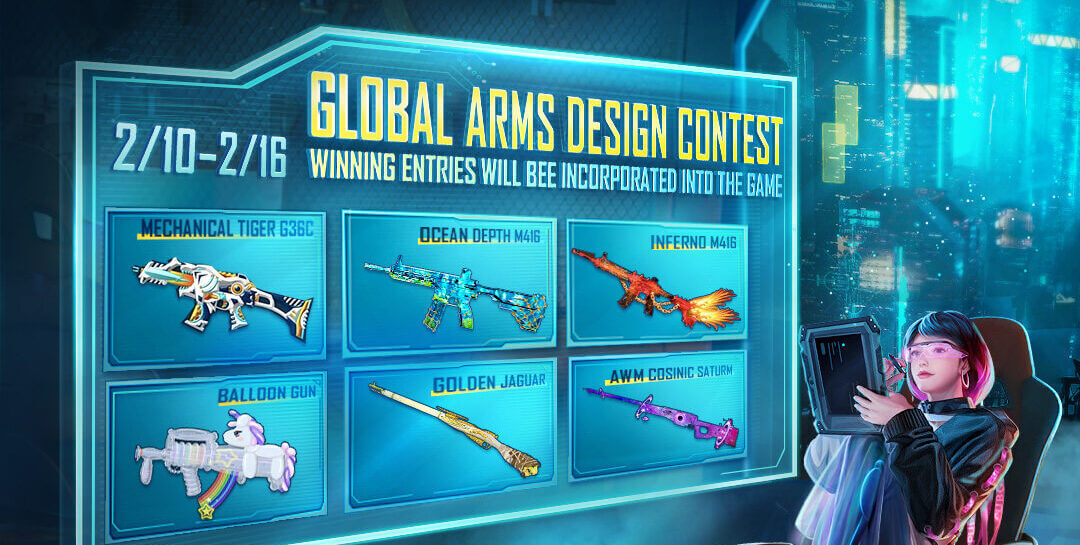 GLOBAL ARMS DESIGN CONTEST
2/10-2/16
WINNING ENTRIES WILL BEE INCORPORATED INTO THE GAME
MECHANICAL TIGER G36C
OCEAN DEPTH M416
INFERNO M416
BALLOON GUN
GOLDEN JAGUAR
AWM COSINIC SATURM